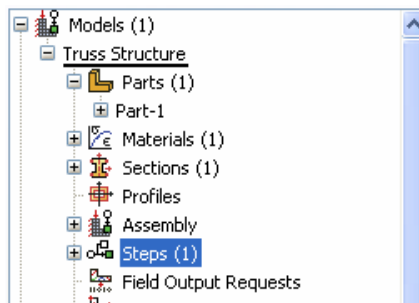 Models (1)
Truss Structure
Parts (1)
Part-1
Materials (1)
Sections (1)
Profiles
Assembly
Steps (1)
Field Output Requests